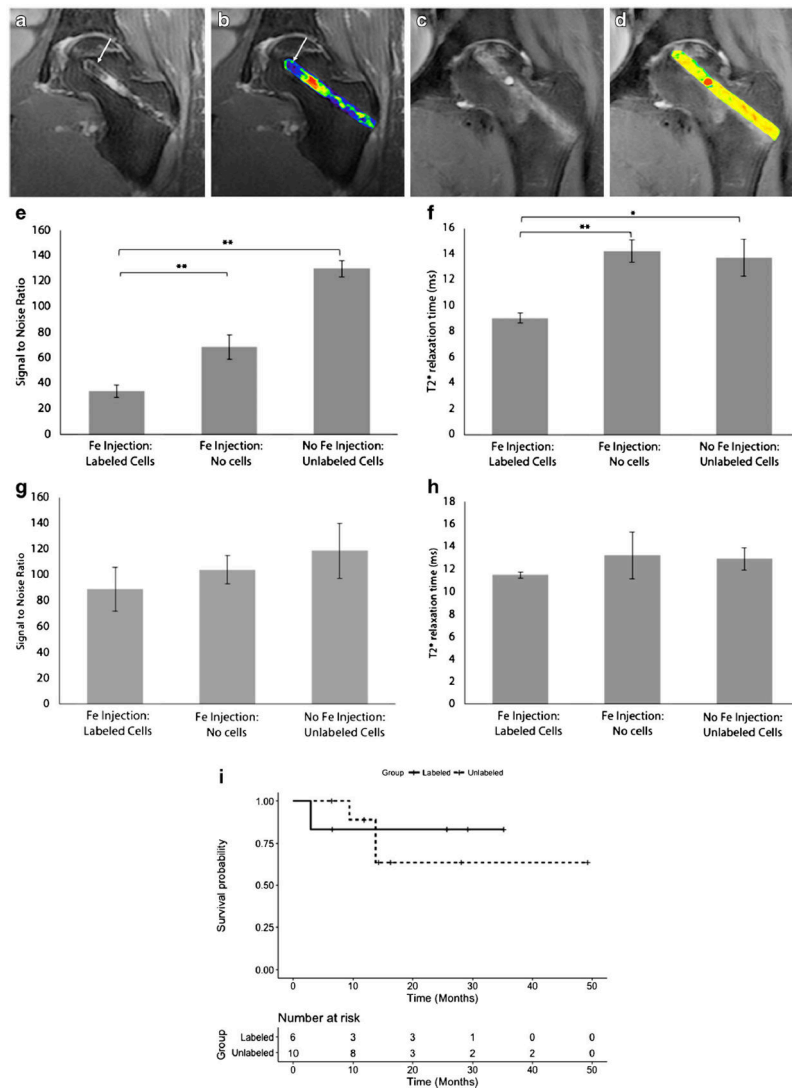 a
b
c
d
e
160
140
120
100
80
60
40
20
0
Signal to Noise Ratio
**
**
Fe Injection:
Labeled Cells
Fe Injection:
No cells
No Fe Injection:
Unlabeled Cells
f
16
14
12
10
8
6
4
2
0
T2* relaxation time (ms)
*
**
Fe Injection:
Labeled Cells
Fe Injection:
No cells
No Fe Injection:
Unlabeled Cells
g
160
140
120
100
80
60
40
20
0
Signal to Noise Ratio
Fe Injection:
Labeled Cells
Fe Injection:
No cells
No Fe Injection:
Unlabeled Cells
h
18
16
14
12
10
8
6
4
2
0
T2* relaxation time (ms)
Fe Injection:
Labeled Cells
Fe Injection:
No cells
No Fe Injection:
Unlabeled Cells
i
Group Labeled Unlabeled
1.00
0.75
0.50
0.25
0.00
Survival probability
0 10 20 30 40 50
Time (Months)
Number at risk
Group
Labeled 6 3 3 1 0 0
Unlabeled 10 8 3 2 2 0
0 10 20 30 40 50
Time (Months)